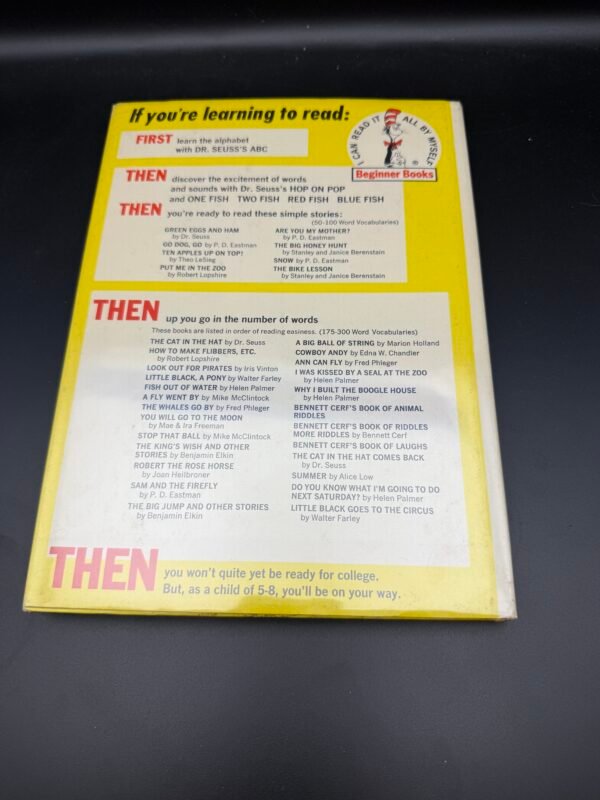 If you're learning to read:
I CAN READ IT ALL BY MYSELF
Beginner Books
FIRST learn the alphabet
with DR. SEUSS'S ABC
THEN discover the excitement of words
and sounds with Dr. Seuss's HOP ON POP
and ONE FISH TWO FISH RED FISH BLUE FISH
THEN you're ready to read these simple stories:
(50-100 Word Vocabularies)
GREEN EGGS AND HAM
by Dr. Seuss
GO DOG, GO by P. D. Eastman
TEN APPLES UP ON TOP!
by Theo LeSieg
PUT ME IN THE ZOO
by Robert Lopshire
ARE YOU MY MOTHER?
by P. D. Eastman
THE BIG HONEY HUNT
by Stanley and Janice Berenstain
SNOW by P. D. Eastman
THE BIKE LESSON
by Stanley and Janice Berenstain
THEN up you go in the number of words
These books are listed in order of reading easiness. (175-300 Word Vocabularies)
THE CAT IN THE HAT by Dr. Seuss
HOW TO MAKE FLIBBERS, ETC.
by Robert Lopshire
LOOK OUT FOR PIRATES by Iris Vinton
LITTLE BLACK, A PONY by Walter Farley
FISH OUT OF WATER by Helen Palmer
A FLY WENT BY by Mike McClintock
THE WHALES GO BY by Fred Phleger
YOU WILL GO TO THE MOON
by Mae & Ira Freeman
STOP THAT BALL by Mike McClintock
THE KING'S WISH AND OTHER
STORIES by Benjamin Elkin
ROBERT THE ROSE HORSE
by Joan Heilbroner
SAM AND THE FIREFLY
by P. D. Eastman
THE BIG JUMP AND OTHER STORIES
by Benjamin Elkin
A BIG BALL OF STRING by Marion Holland
COWBOY ANDY by Edna W. Chandler
ANN CAN FLY by Fred Phleger
I WAS KISSED BY A SEAL AT THE ZOO
by Helen Palmer
WHY I BUILT THE BOOGLE HOUSE
by Helen Palmer
BENNETT CERF'S BOOK OF ANIMAL
RIDDLES
BENNETT CERF'S BOOK OF RIDDLES
MORE RIDDLES by Bennett Cerf
BENNETT CERF'S BOOK OF LAUGHS
THE CAT IN THE HAT COMES BACK
by Dr. Seuss
SUMMER by Alice Low
DO YOU KNOW WHAT I'M GOING TO DO
NEXT SATURDAY? by Helen Palmer
LITTLE BLACK GOES TO THE CIRCUS
by Walter Farley
THEN you won't quite yet be ready for college.
But, as a child of 5-8, you'll be on your way.